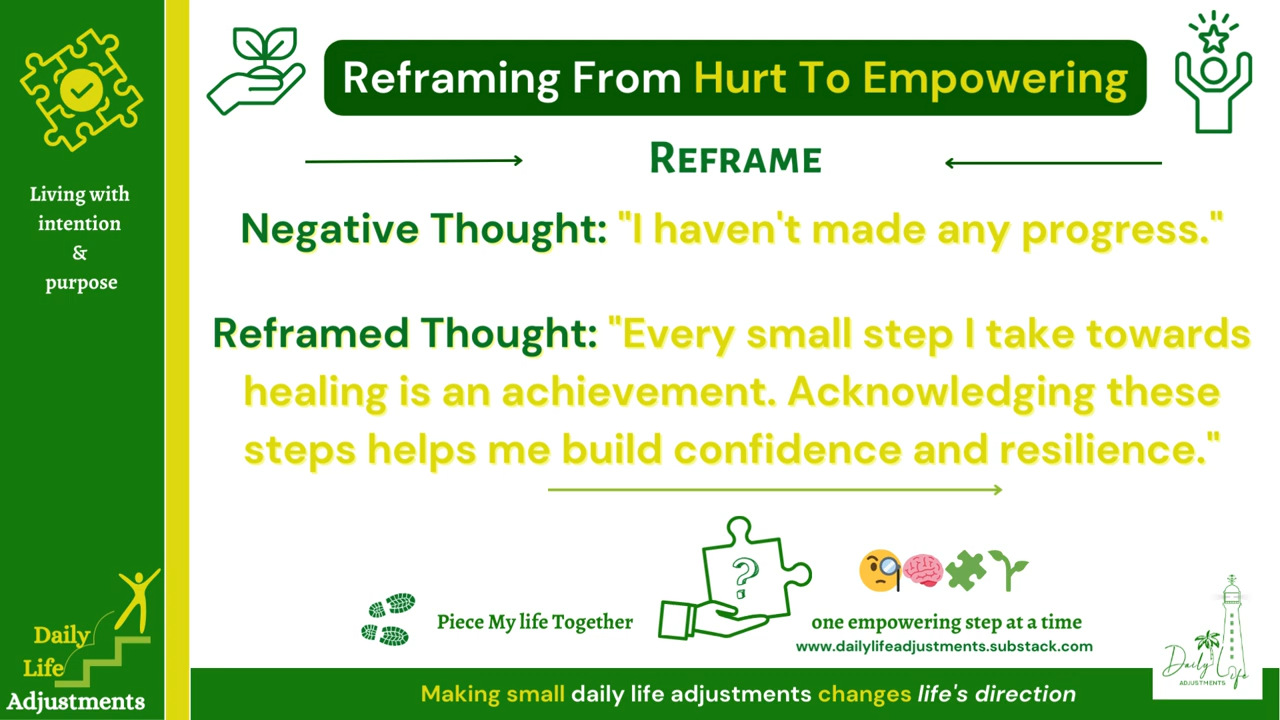 Reframing From Hurt To Empowering
REFRAME
Living with
intention
&
purpose
Negative Thought: "I haven't made any progress."
Reframed Thought: "Every small step I take towards
healing is an achievement. Acknowledging these
steps helps me build confidence and resilience."
?
Piece My life Together
one empowering step at a time
www.dailylifeadjustments.substack.com
Daily
Life
Adjustments
Daily Life
ADJUSTMENTS
Making small daily life adjustments changes life's direction